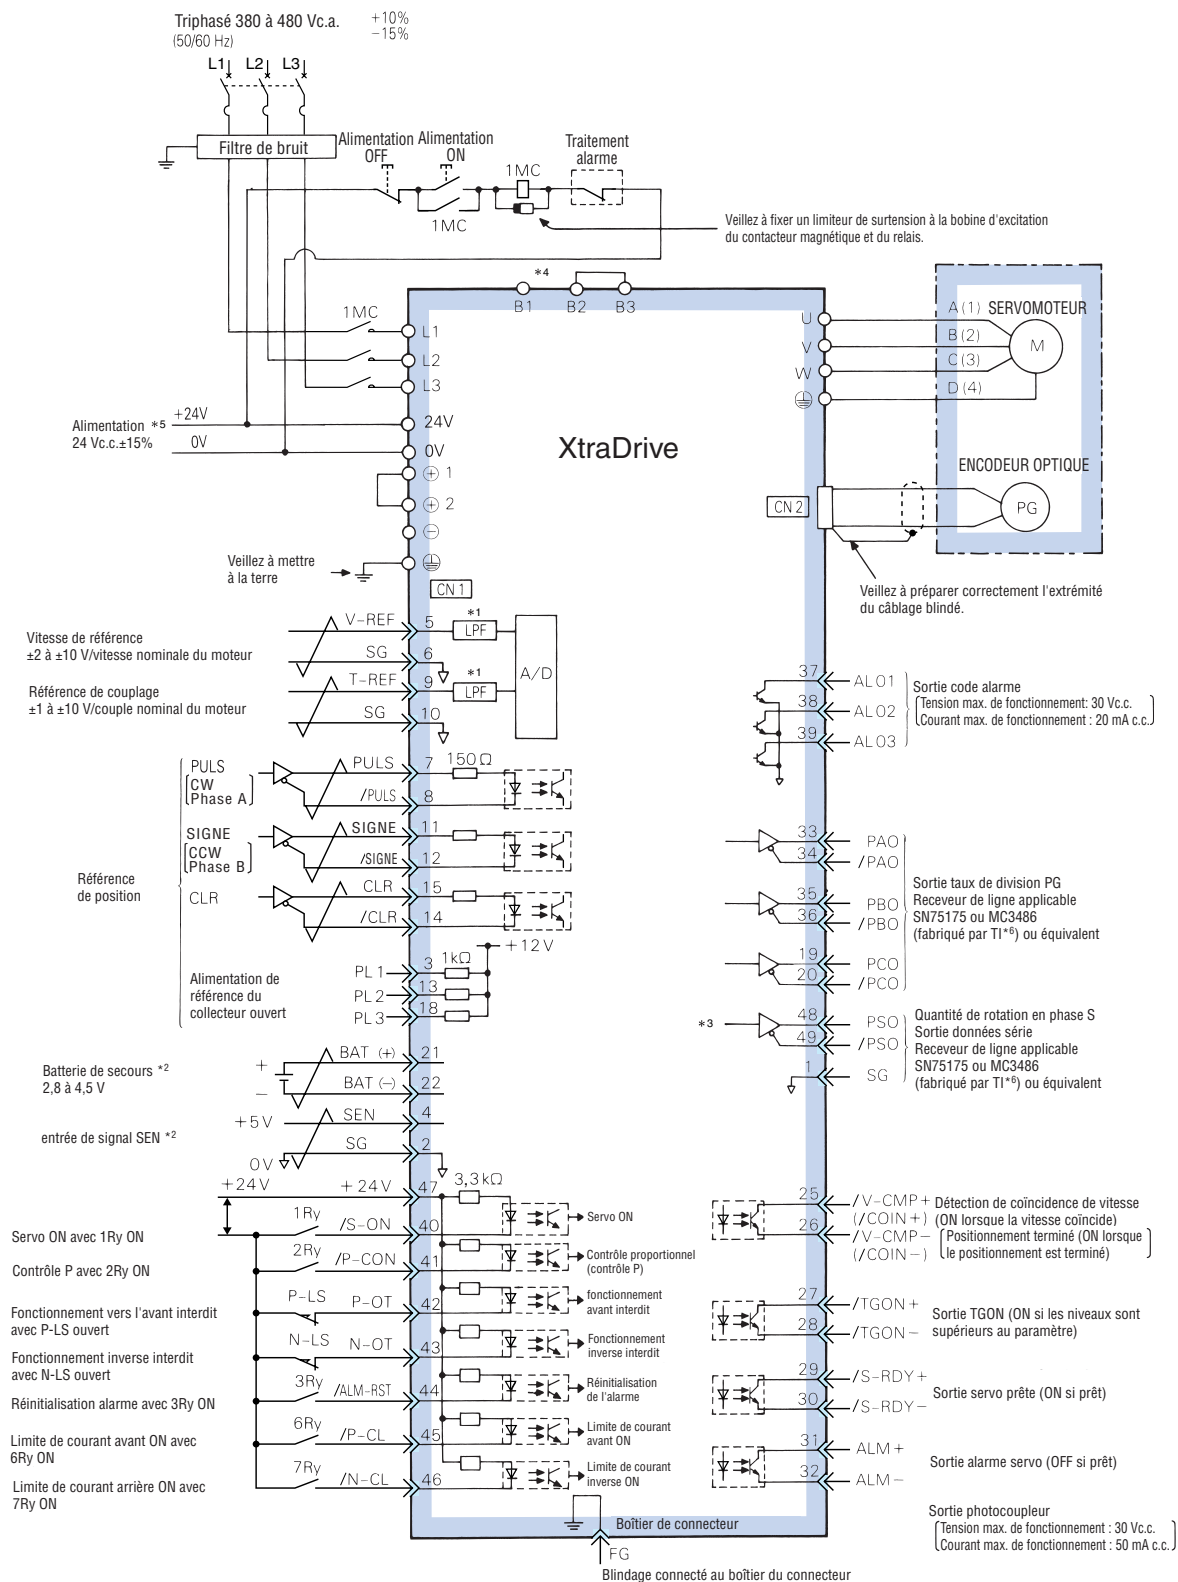 Triphasé 380 à 480 Vc.a. +10%
−15%
(50/60 Hz)
L1 L2 L3
Filtre de bruit
Alimentation
OFF
Alimentation
ON
1MC
1MC
Traitement
alarme
Veillez à fixer un limiteur de surtension à la bobine d'excitation
du contacteur magnétique et du relais.
*4
B1 B2 B3
1MC
L1
L2
L3
Alimentation *5
24 Vc.c.±15%
+24V
0V
24V
0V
⊕ 1
⊕ 2
⊖
Veillez à mettre
à la terre
XtraDrive
U
V
W
A (1)
B (2)
C (3)
D (4)
SERVOMOTEUR
M
ENCODEUR OPTIQUE
PG
CN 2
Veillez à préparer correctement l'extrémité
du câblage blindé.
CN 1
Vitesse de référence
±2 à ±10 V/vitesse nominale du moteur
V-REF 5 *1 LPF
SG 6
Référence de couplage
±1 à ±10 V/couple nominal du moteur
T-REF 9 *1 LPF
SG 10
A/D
Référence
de position
PULS
CW
Phase A
PULS 7 150Ω
/PULS 8
SIGNE
CCW
Phase B
SIGNE 11
/SIGNE 12
CLR
CLR 15
/CLR 14
+12V
Alimentation de
référence du
collecteur ouvert
PL1 3 1kΩ
PL2 13
PL3 18
Batterie de secours *2
2,8 à 4,5 V
+
−
BAT (+) 21
BAT (−) 22
entrée de signal SEN *2
+5V SEN 4
0V SG 2
+24V +24V 47 3,3kΩ
Servo ON avec 1Ry ON
1Ry /S-ON 40
Servo ON
Contrôle P avec 2Ry ON
2Ry /P-CON 41
Contrôle proportionnel
(contrôle P)
Fonctionnement vers l'avant interdit
avec P-LS ouvert
P-LS P-OT 42
fonctionnement
avant interdit
Fonctionnement inverse interdit
avec N-LS ouvert
N-LS N-OT 43
Fonctionnement
inverse interdit
Réinitialisation alarme avec 3Ry ON
3Ry /ALM-RST 44
Réinitialisation
de l'alarme
Limite de courant avant ON avec
6Ry ON
6Ry /P-CL 45
Limite de courant
avant ON
Limite de courant arrière ON avec
7Ry ON
7Ry /N-CL 46
Limite de courant
inverse ON
37 ALO1
38 ALO2
39 ALO3
Sortie code alarme
Tension max. de fonctionnement: 30 Vc.c.
Courant max. de fonctionnement : 20 mA c.c.
33 PAO
34 /PAO
35 PBO
36 /PBO
19 PCO
20 /PCO
Sortie taux de division PG
Receveur de ligne applicable
SN75175 ou MC3486
(fabriqué par TI*6) ou équivalent
*3
48 PSO
49 /PSO
1 SG
Quantité de rotation en phase S
Sortie données série
Receveur de ligne applicable
SN75175 ou MC3486
(fabriqué par TI*6) ou équivalent
25 /V-CMP+
(/COIN+)
26 /V-CMP-
(/COIN-)
Détection de coïncidence de vitesse
(ON lorsque la vitesse coïncide)
Positionnement terminé (ON lorsque
le positionnement est terminé)
27 /TGON+
28 /TGON-
Sortie TGON (ON si les niveaux sont
supérieurs au paramètre)
29 /S-RDY+
30 /S-RDY-
Sortie servo prête (ON si prêt)
31 ALM+
32 ALM-
Sortie alarme servo (OFF si prêt)
Sortie photocoupleur
Tension max. de fonctionnement : 30 Vc.c.
Courant max. de fonctionnement : 50 mA c.c.
Boîtier de connecteur
FG
Blindage connecté au boîtier du connecteur